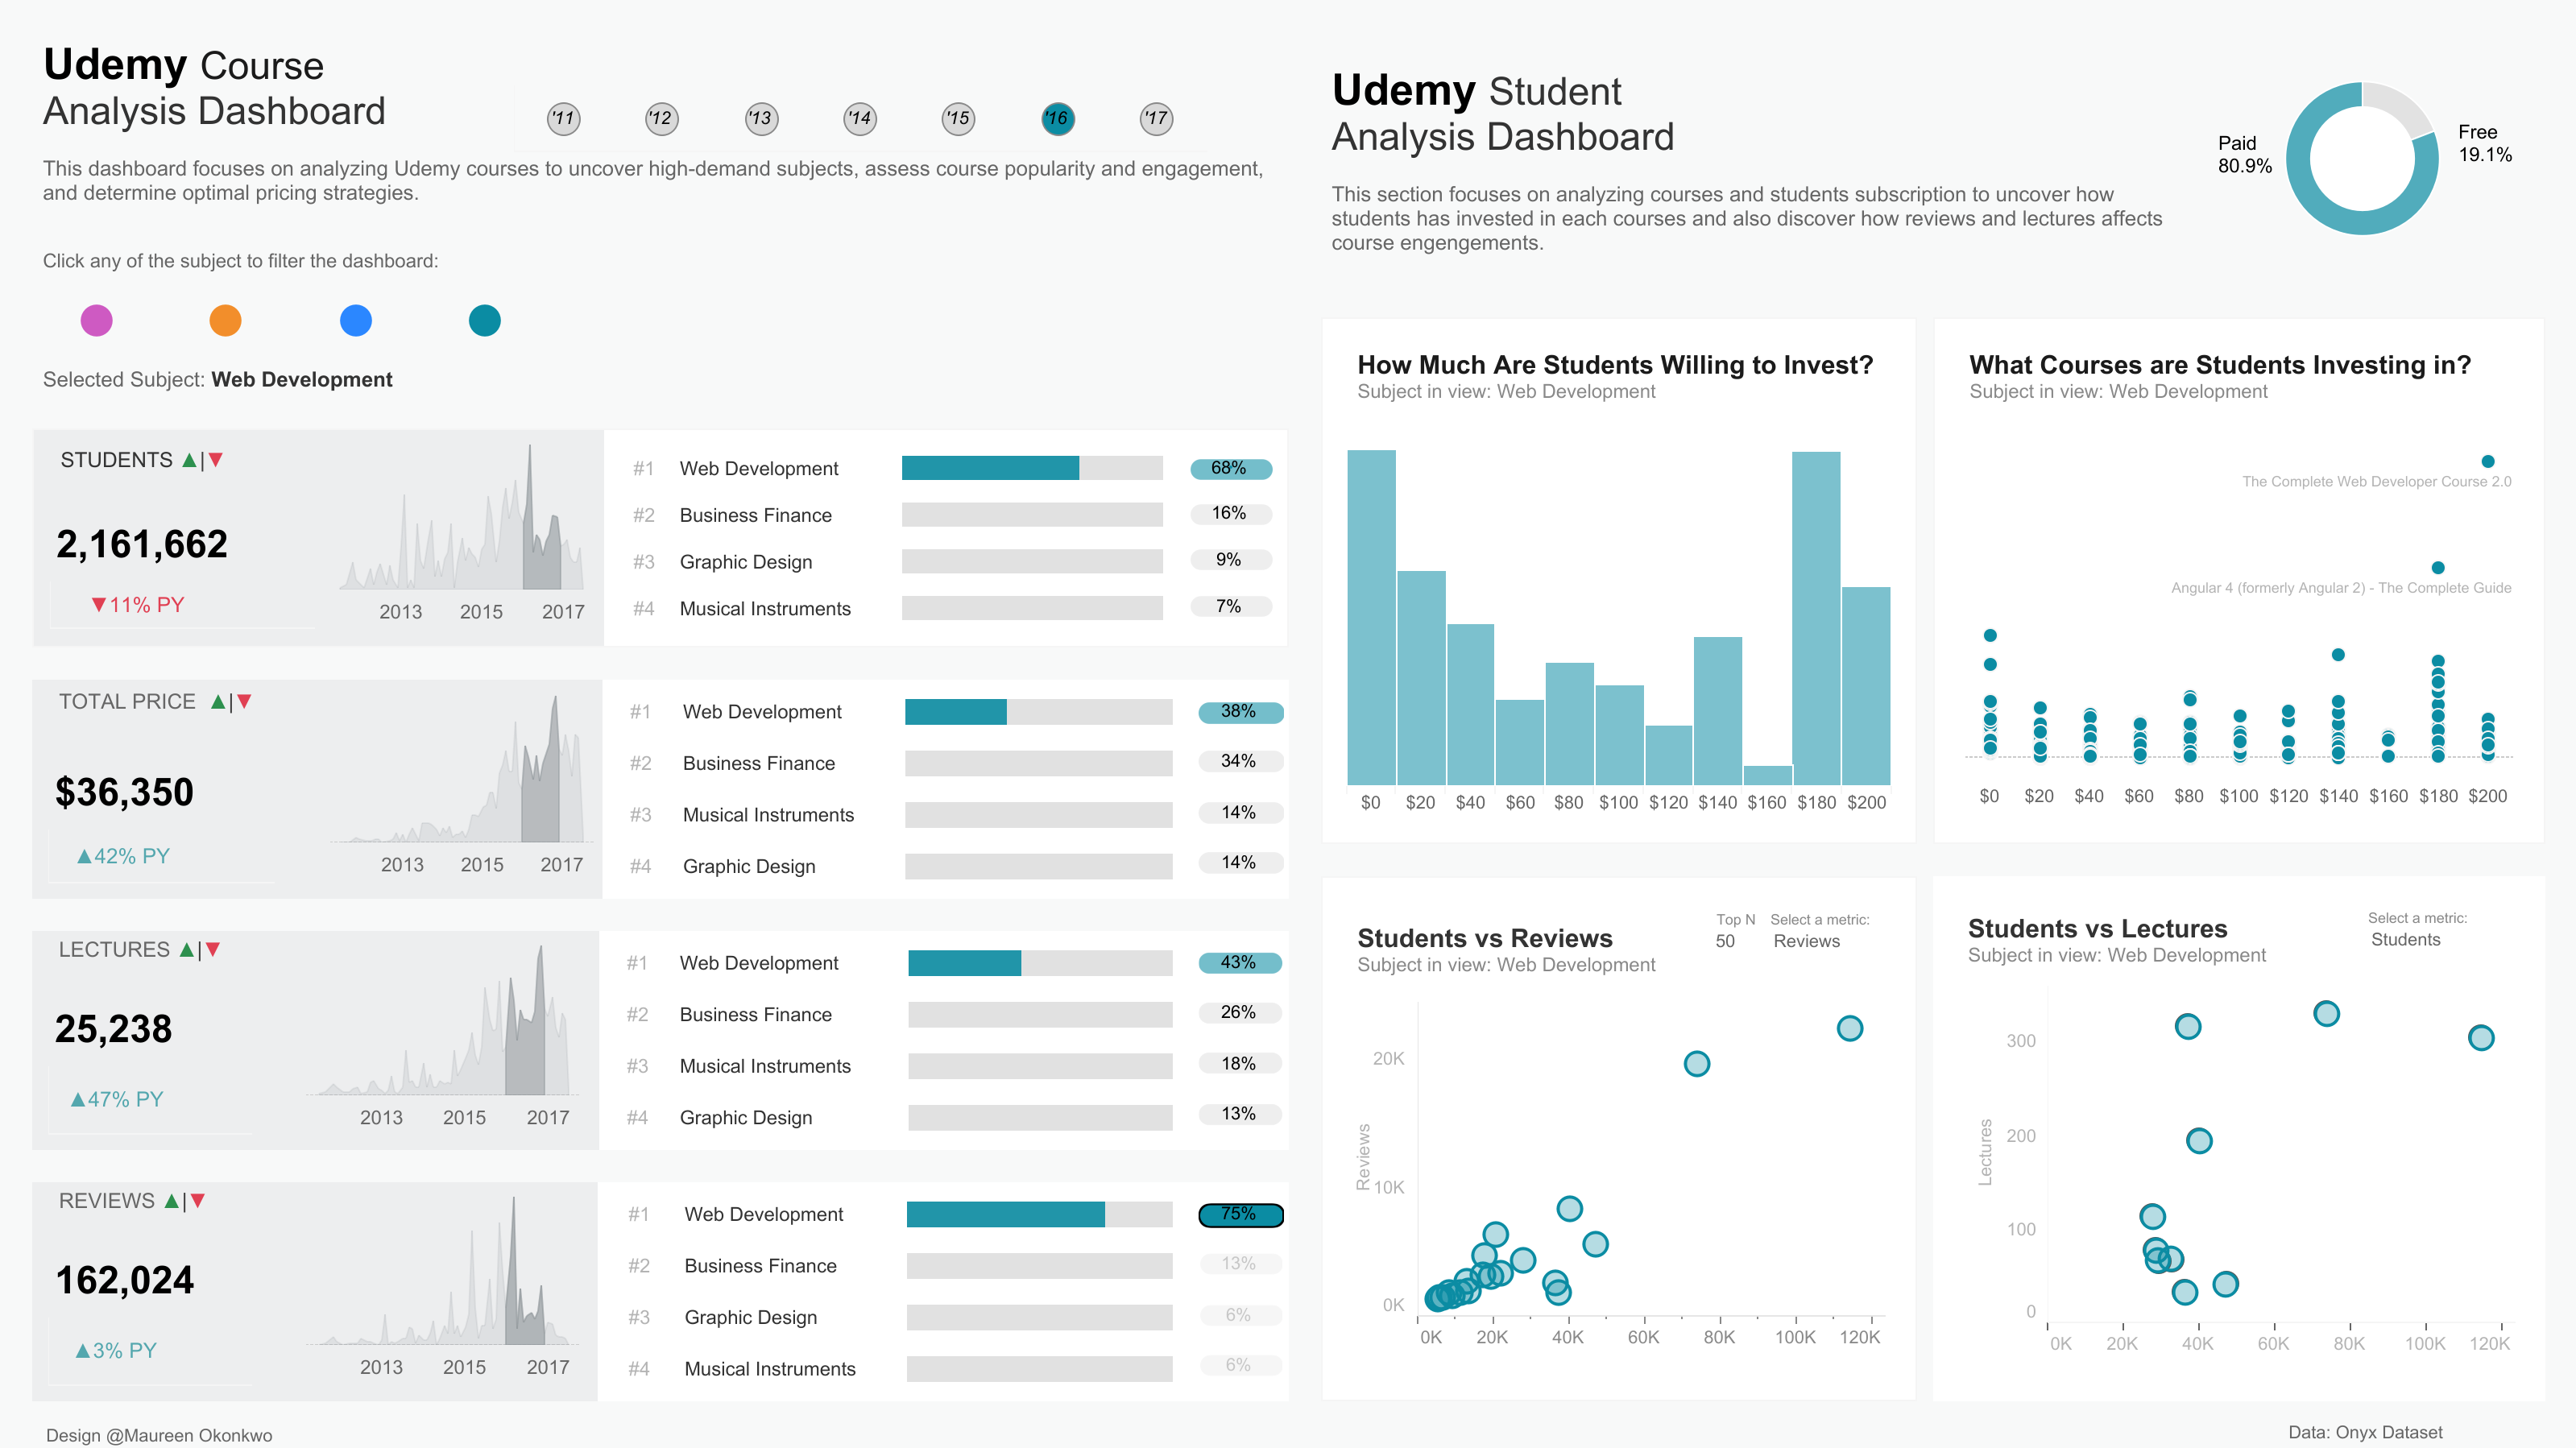 Udemy Course
Analysis Dashboard
'11 '12 '13 '14 '15 '16 '17
This dashboard focuses on analyzing Udemy courses to uncover high-demand subjects, assess course popularity and engagement,
and determine optimal pricing strategies.
Click any of the subject to filter the dashboard:
Selected Subject: Web Development
STUDENTS ▲|▼
2,161,662
▼11% PY
2013 2015 2017
#1 Web Development 68%
#2 Business Finance 16%
#3 Graphic Design 9%
#4 Musical Instruments 7%
TOTAL PRICE ▲|▼
$36,350
▲42% PY
2013 2015 2017
#1 Web Development 38%
#2 Business Finance 34%
#3 Musical Instruments 14%
#4 Graphic Design 14%
LECTURES ▲|▼
25,238
▲47% PY
2013 2015 2017
#1 Web Development 43%
#2 Business Finance 26%
#3 Musical Instruments 18%
#4 Graphic Design 13%
REVIEWS ▲|▼
162,024
▲3% PY
2013 2015 2017
#1 Web Development 75%
#2 Business Finance 13%
#3 Graphic Design 6%
#4 Musical Instruments 6%
Design @Maureen Okonkwo
Udemy Student
Analysis Dashboard
This section focuses on analyzing courses and students subscription to uncover how
students has invested in each courses and also discover how reviews and lectures affects
course engengements.
Paid
80.9%
Free
19.1%
How Much Are Students Willing to Invest?
Subject in view: Web Development
$0 $20 $40 $60 $80 $100 $120 $140 $160 $180 $200
What Courses are Students Investing in?
Subject in view: Web Development
The Complete Web Developer Course 2.0
Angular 4 (formerly Angular 2) - The Complete Guide
$0 $20 $40 $60 $80 $100 $120 $140 $160 $180 $200
Students vs Reviews
Subject in view: Web Development
Top N Select a metric:
50 Reviews
Reviews
20K
10K
0K
0K 20K 40K 60K 80K 100K 120K
Students vs Lectures
Subject in view: Web Development
Select a metric:
Students
Lectures
300
200
100
0
0K 20K 40K 60K 80K 100K 120K
Data: Onyx Dataset